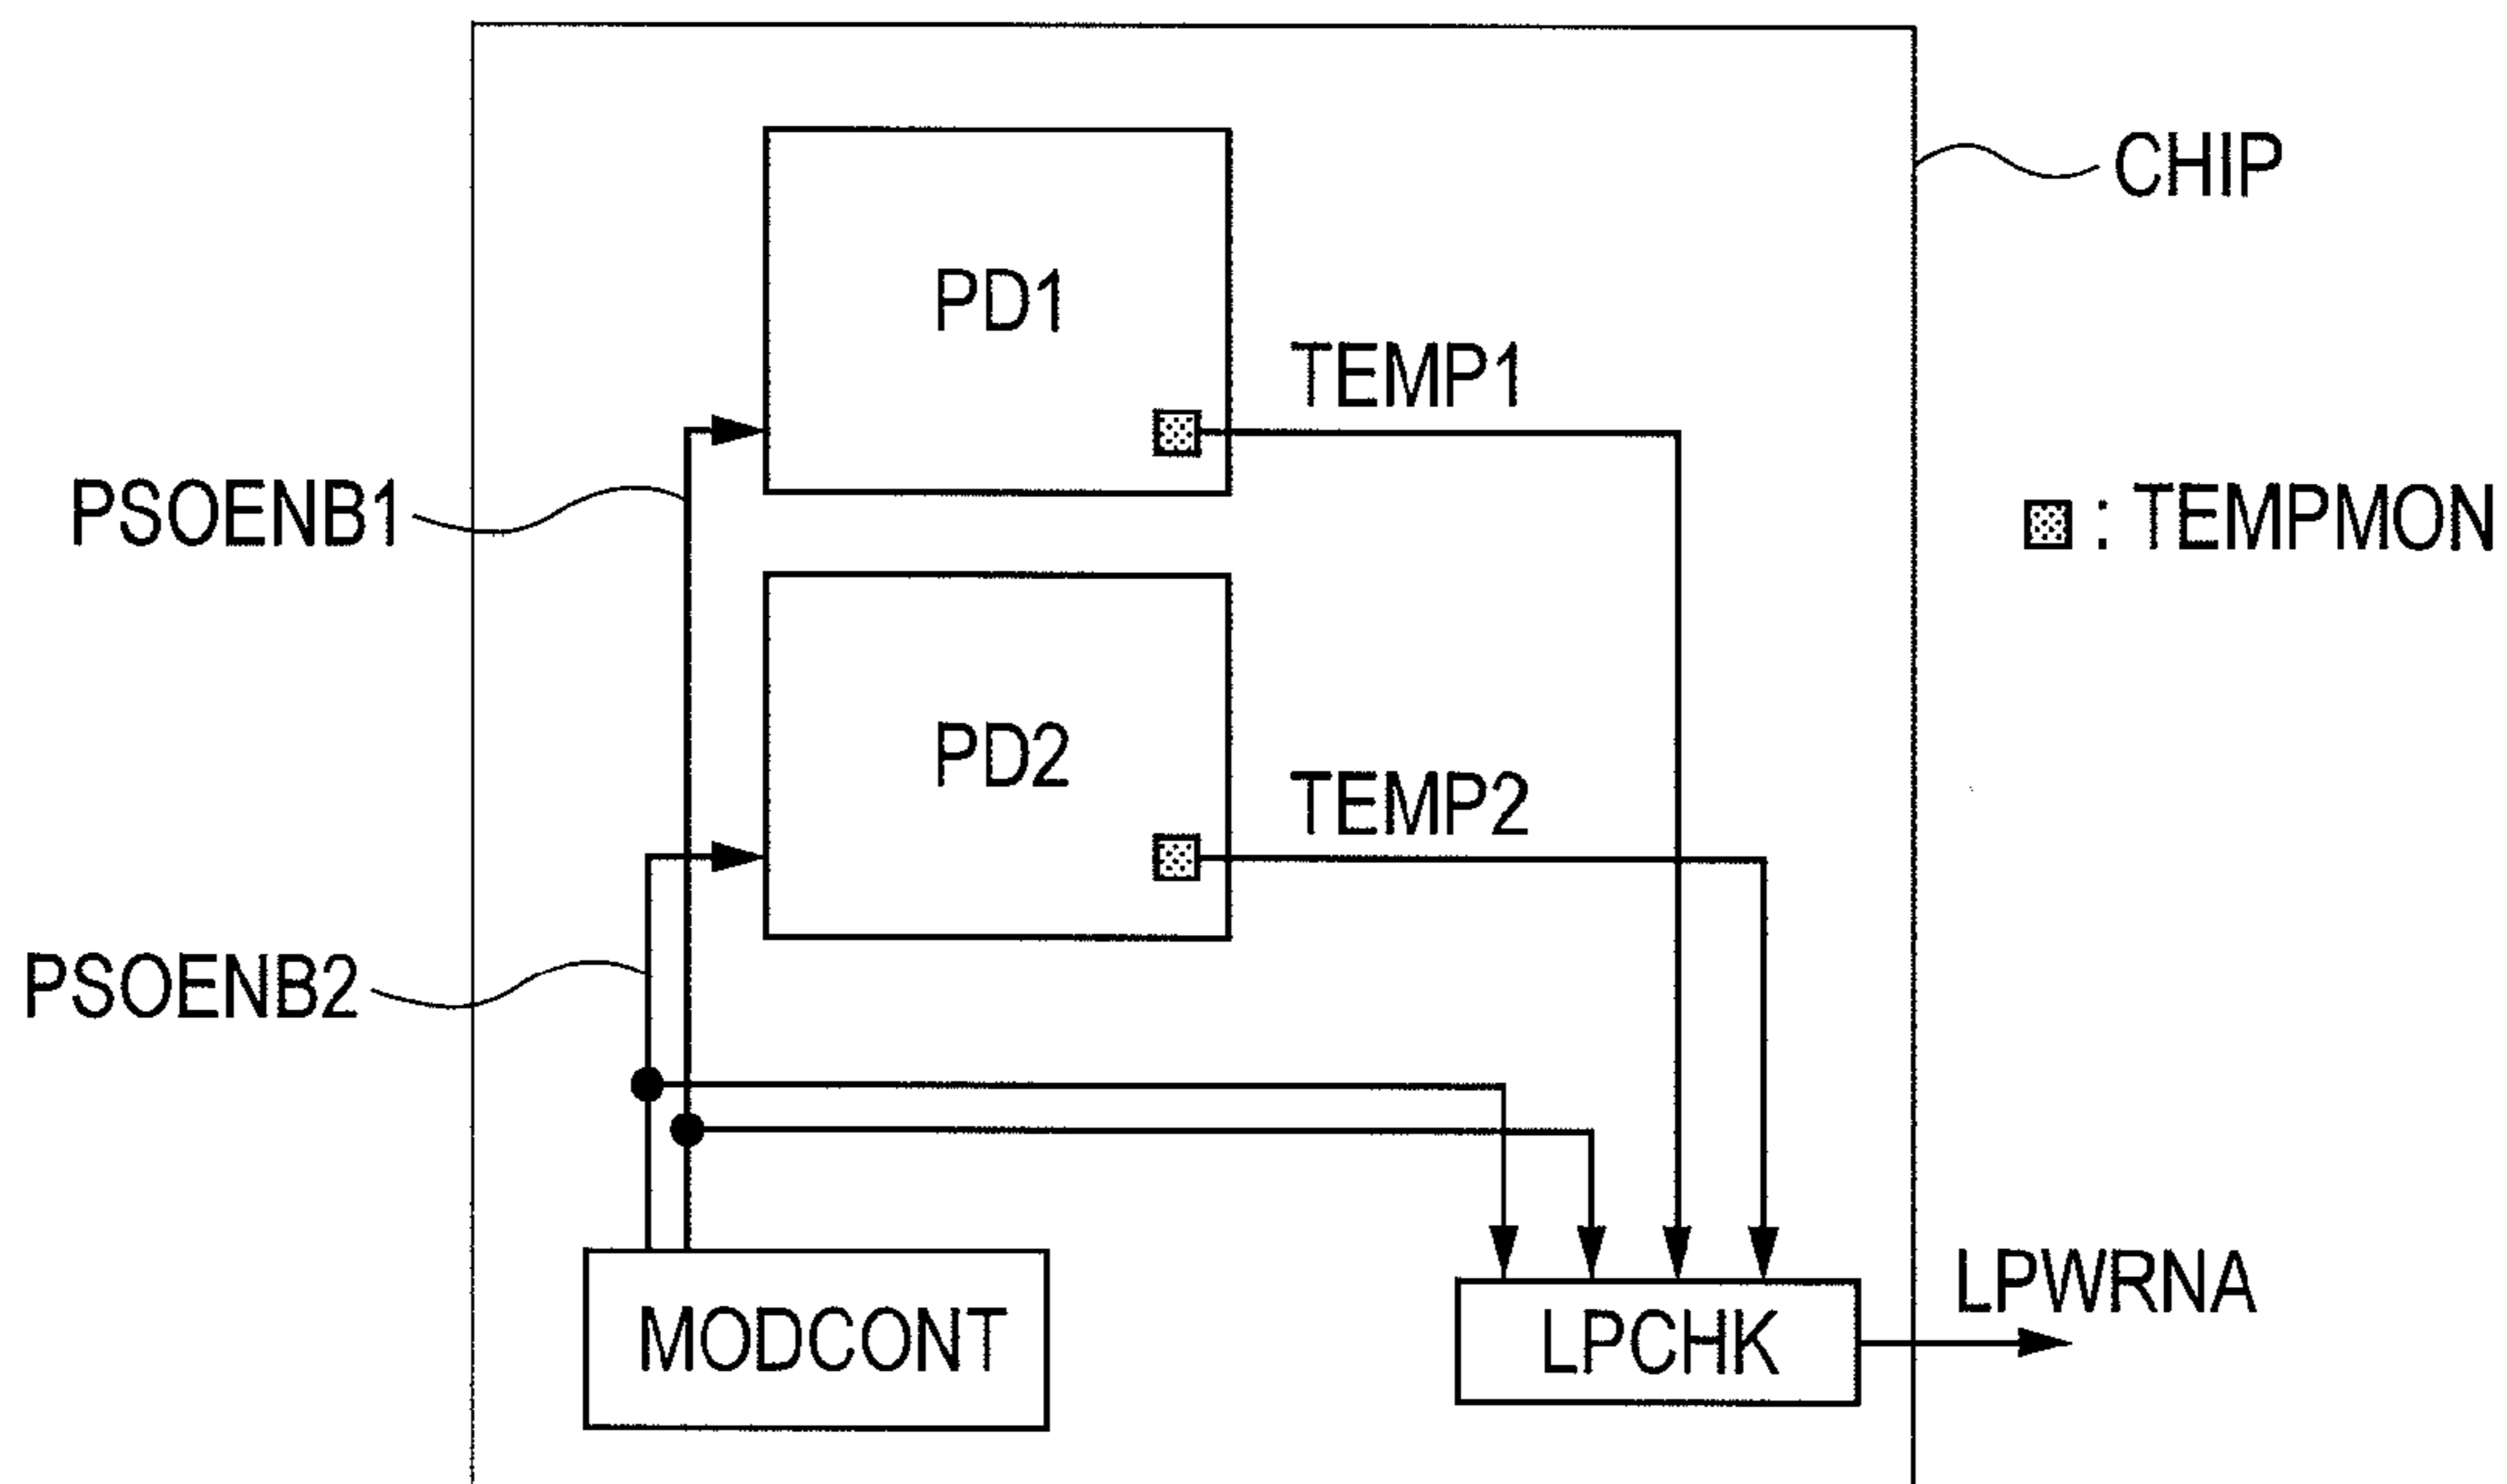 CHIP
PD1
TEMP1
PSOENB1
: TEMPMON
PD2
TEMP2
PSOENB2
LPWRNA
MODCONT
LPCHK